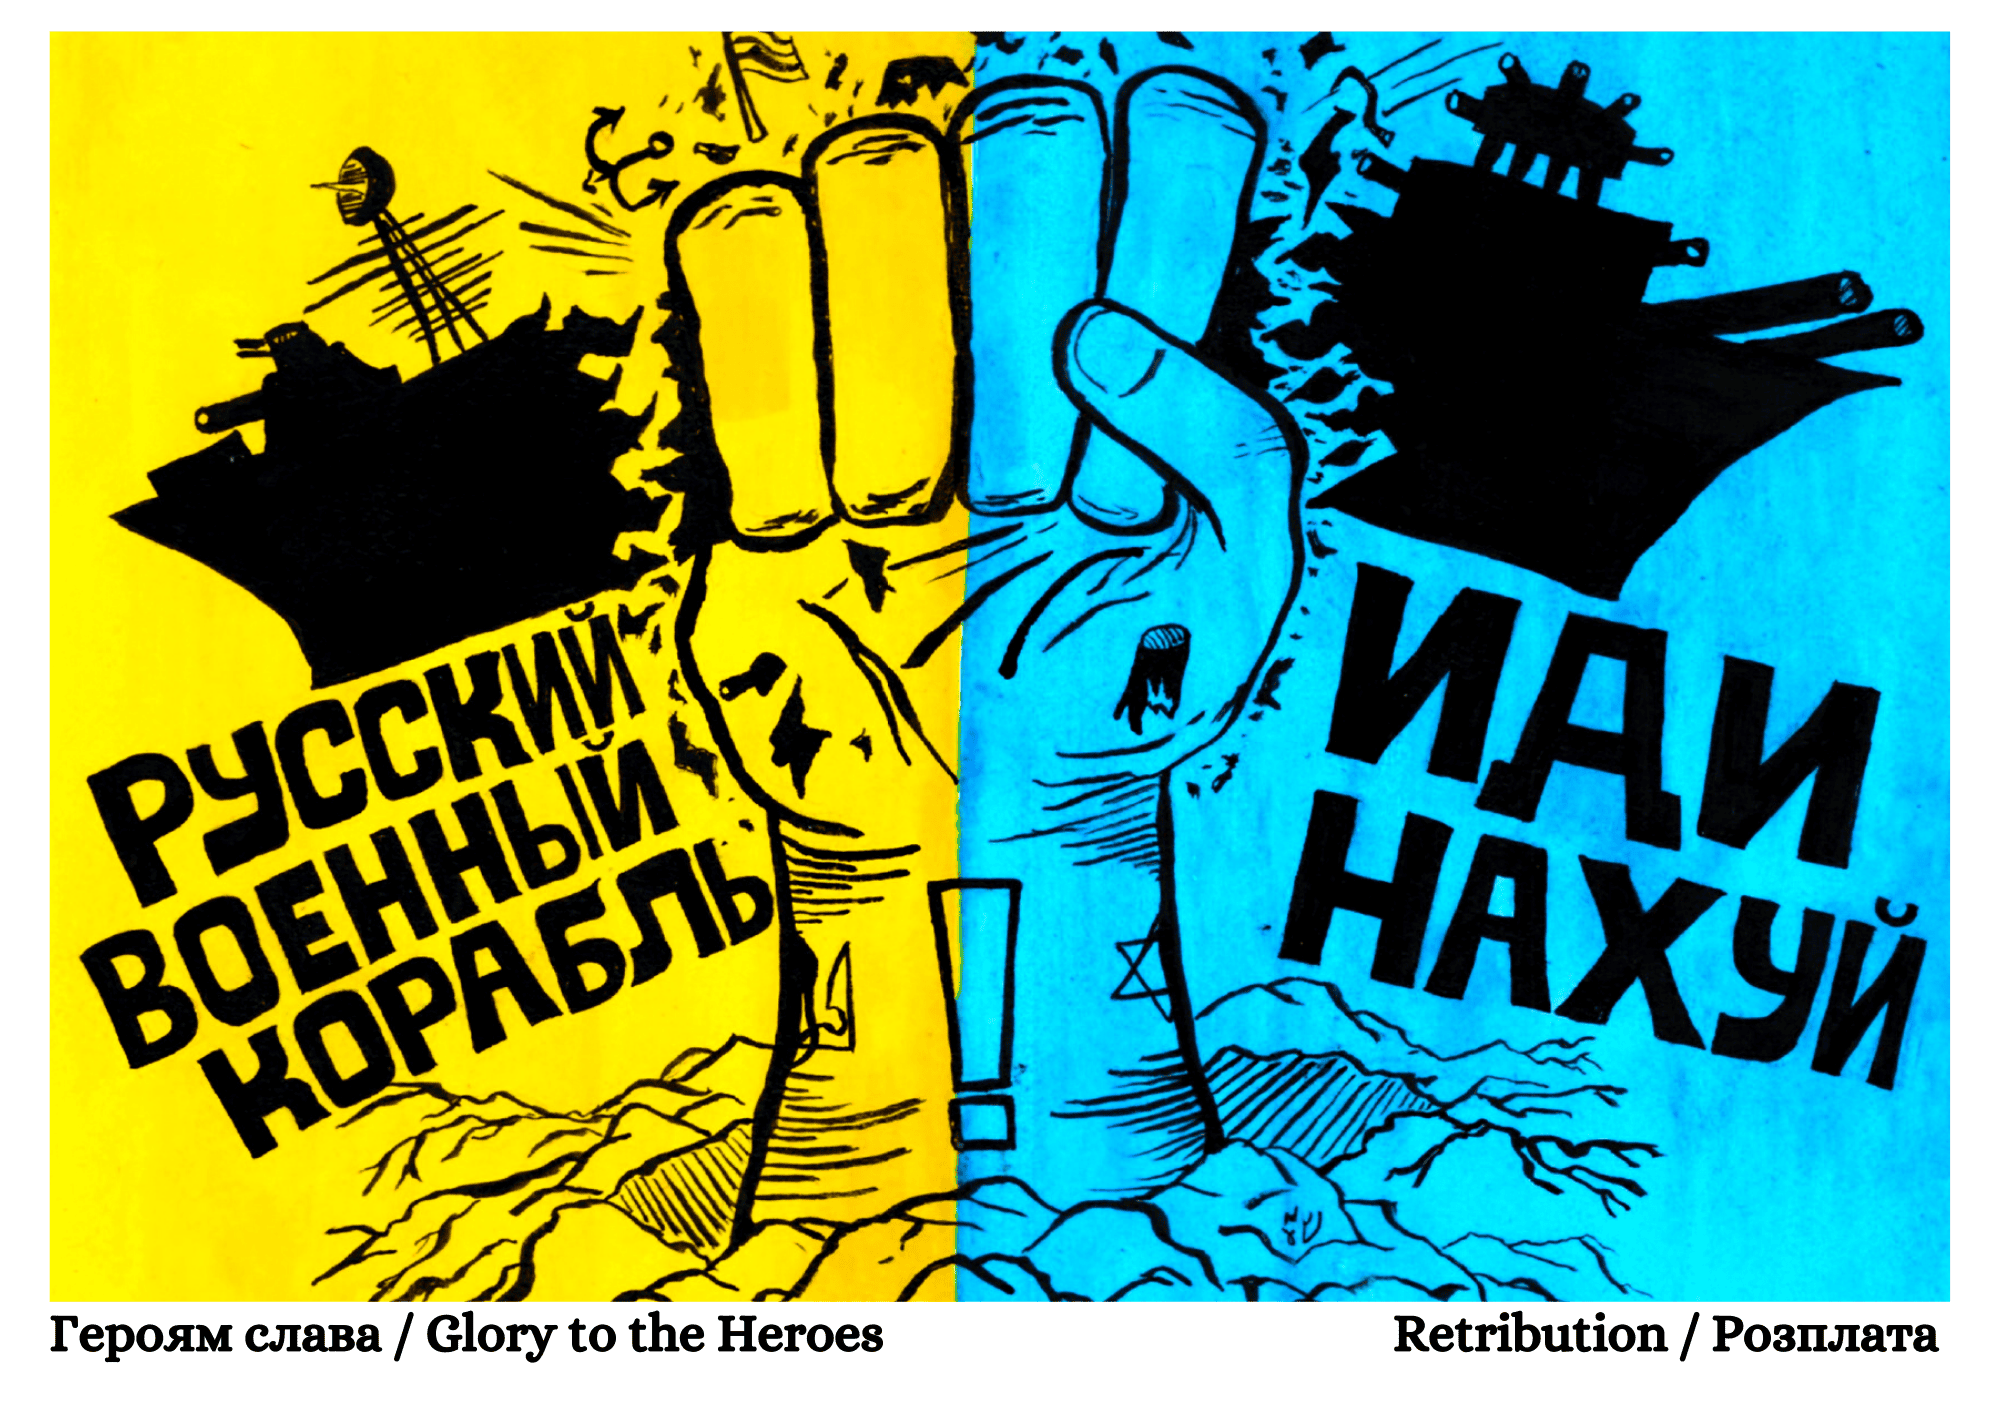 РУССКИЙ
ВОЕННЫЙ
КОРАБЛЬ
ИДИ
НАХУЙ
!
Героям слава / Glory to the Heroes
Retribution / Розплата